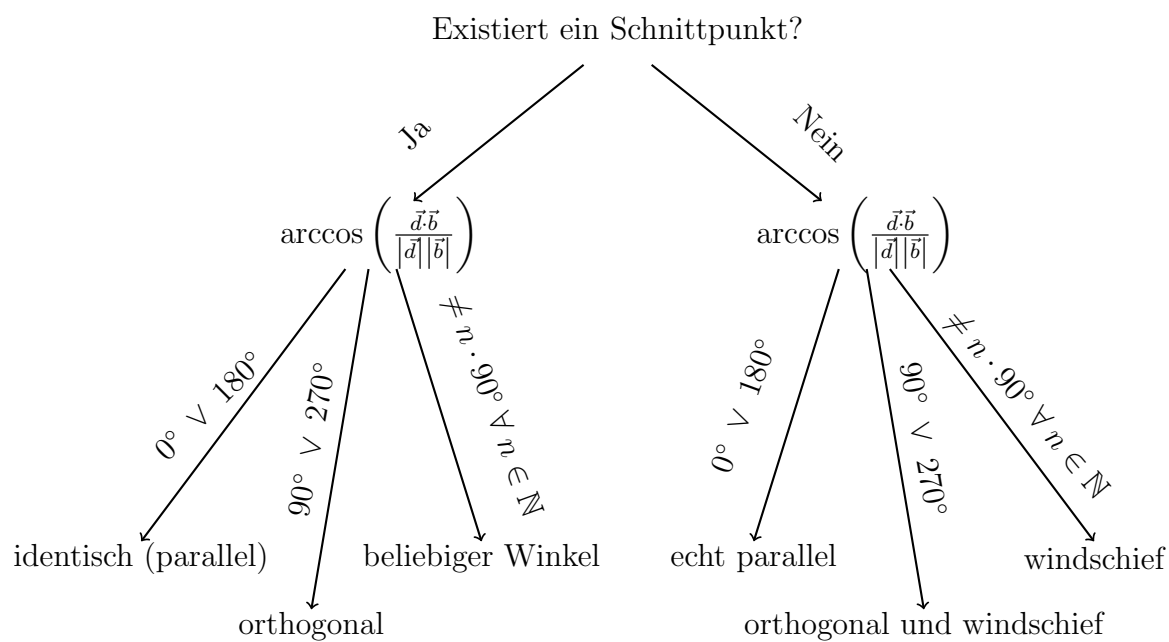 Existiert ein Schnittpunkt?
Ja
Nein
arccos ( d⃗·b⃗ / |d⃗||b⃗| )
arccos ( d⃗·b⃗ / |d⃗||b⃗| )
0° ∨ 180°
90° ∨ 270°
≠ n · 90° ∀ n ∈ ℕ
0° ∨ 180°
90° ∨ 270°
≠ n · 90° ∀ n ∈ ℕ
identisch (parallel)
beliebiger Winkel
echt parallel
windschief
orthogonal
orthogonal und windschief